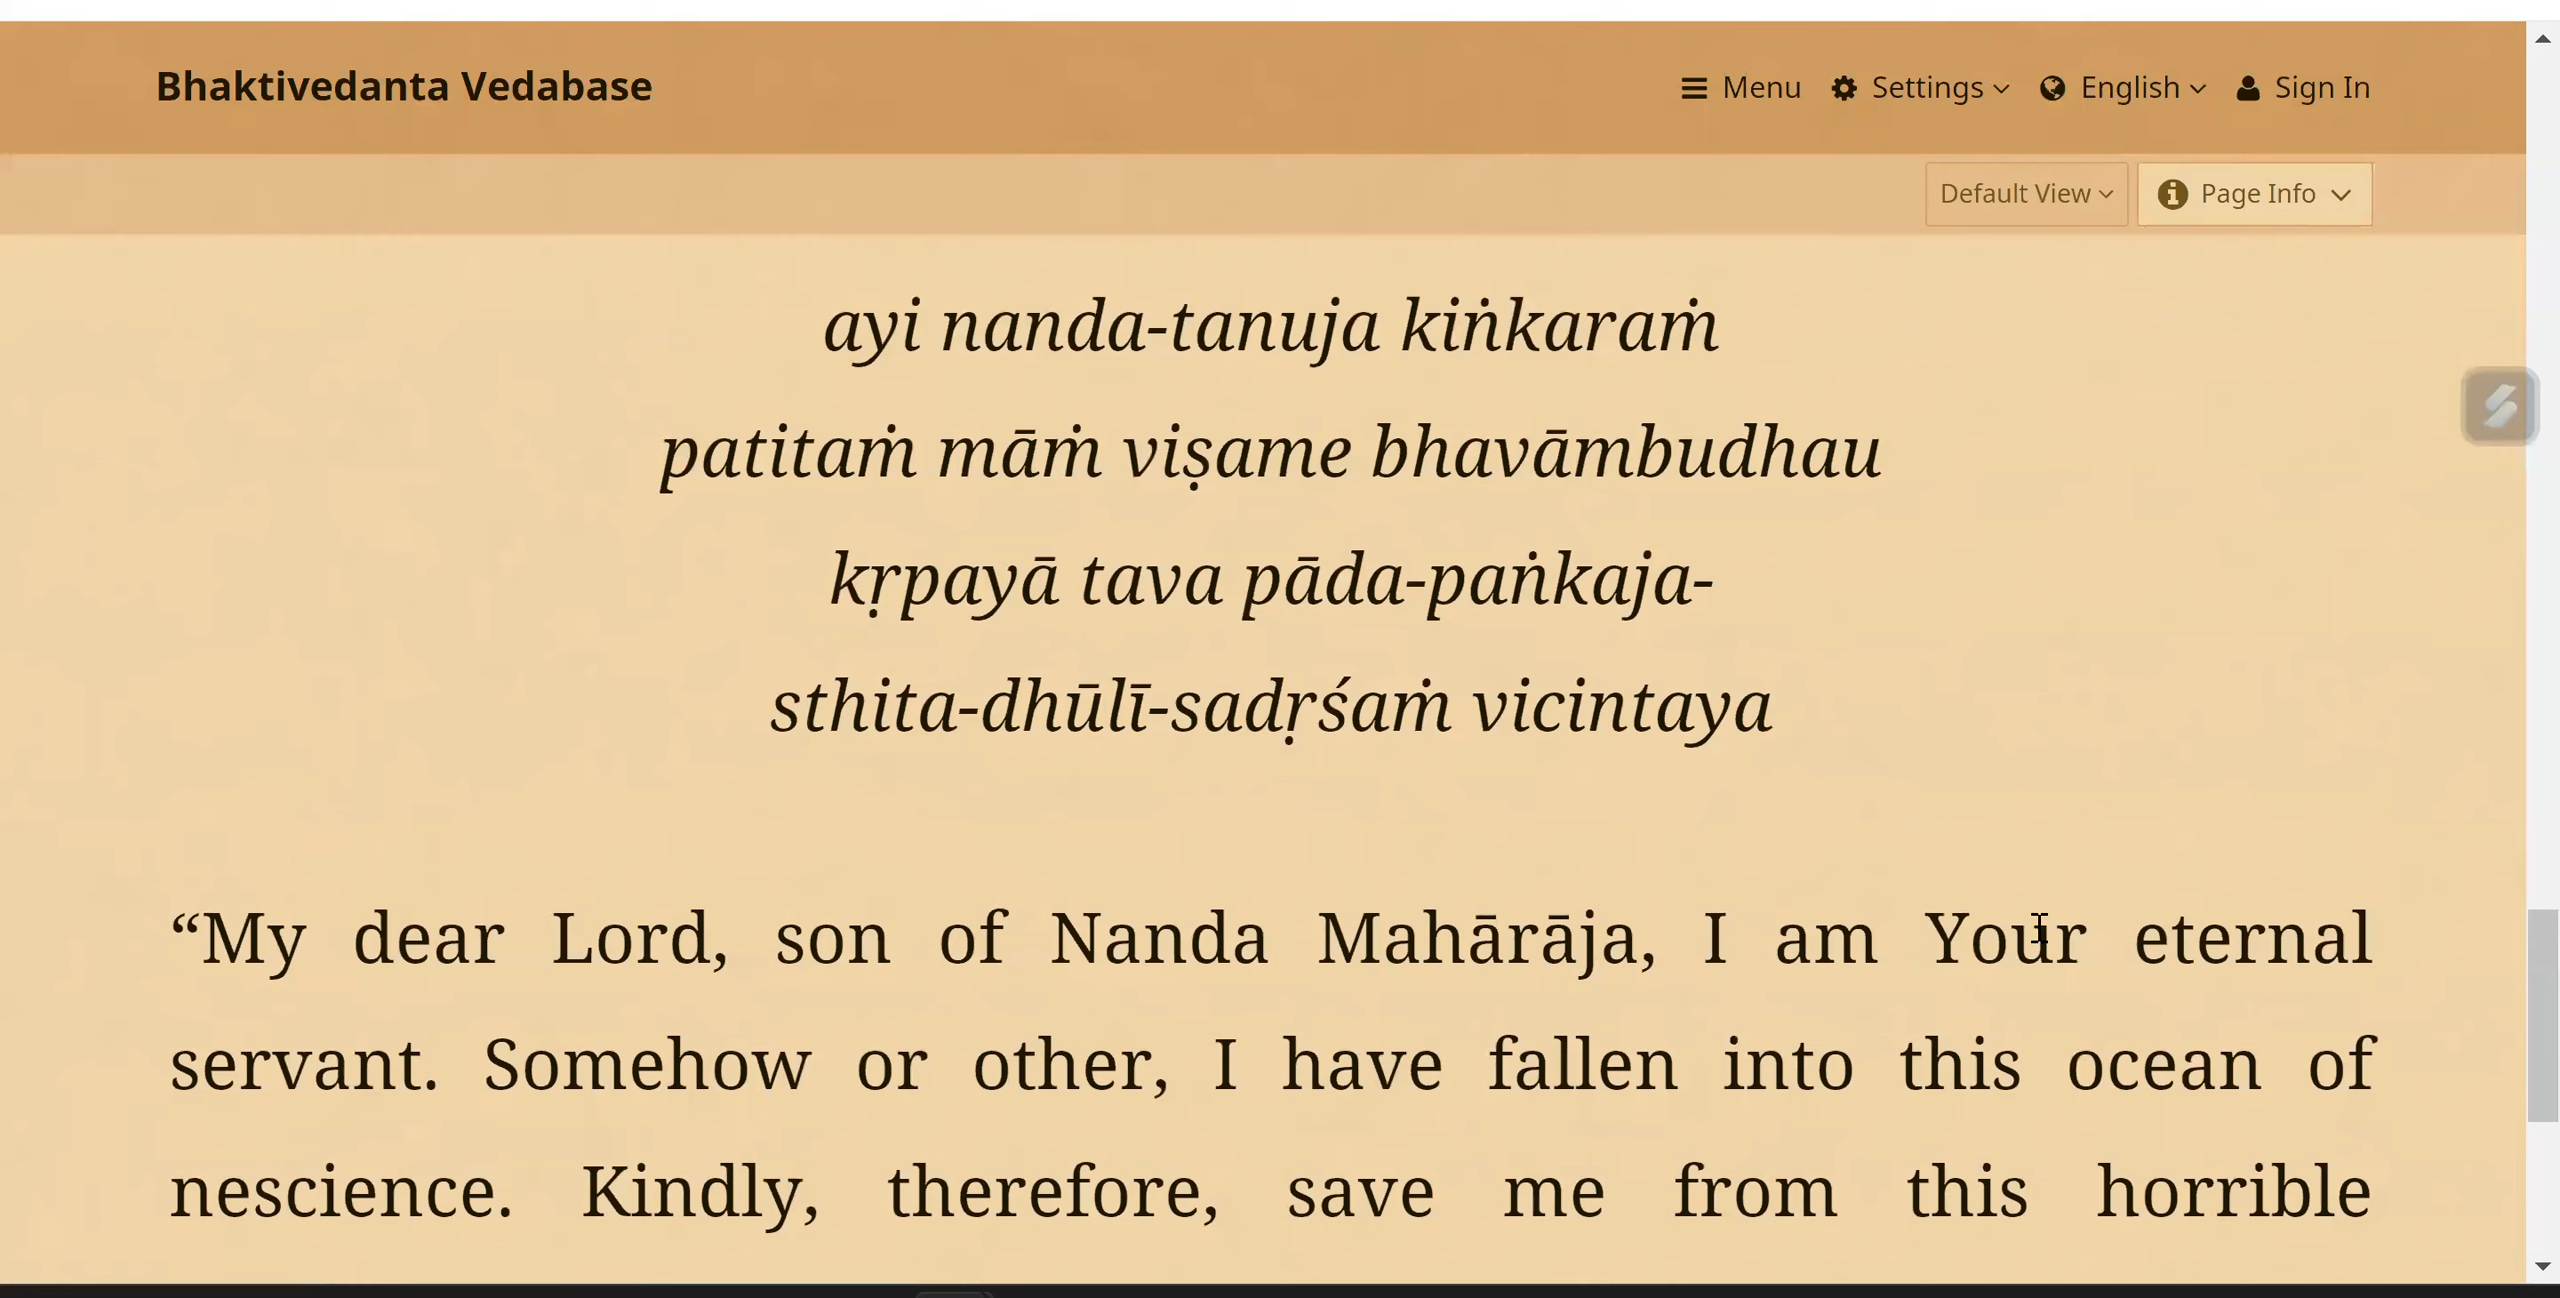 Bhaktivedanta Vedabase
Menu Settings English Sign In
Default View Page Info
ayi nanda-tanuja kiṅkaraṁ
patitaṁ māṁ viṣame bhavāmbudhau
kṛpayā tava pāda-paṅkaja-
sthita-dhūlī-sadṛśaṁ vicintaya
“My dear Lord, son of Nanda Mahārāja, I am Your eternal
servant. Somehow or other, I have fallen into this ocean of
nescience. Kindly, therefore, save me from this horrible